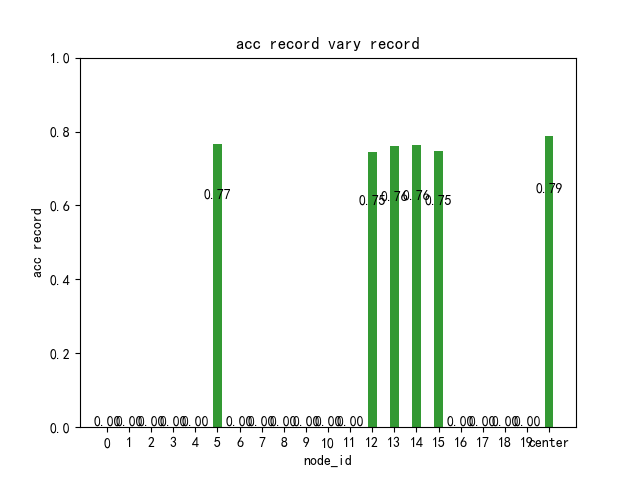 acc record vary record
1.0
0.8
0.6
0.4
0.2
0.0
acc record
0.00 0.00 0.00 0.00 0.00 0.77 0.00 0.00 0.00 0.00 0.00 0.00 0.75 0.76 0.76 0.75 0.00 0.00 0.00 0.00 0.79
0 1 2 3 4 5 6 7 8 9 10 11 12 13 14 15 16 17 18 19 center
node_id